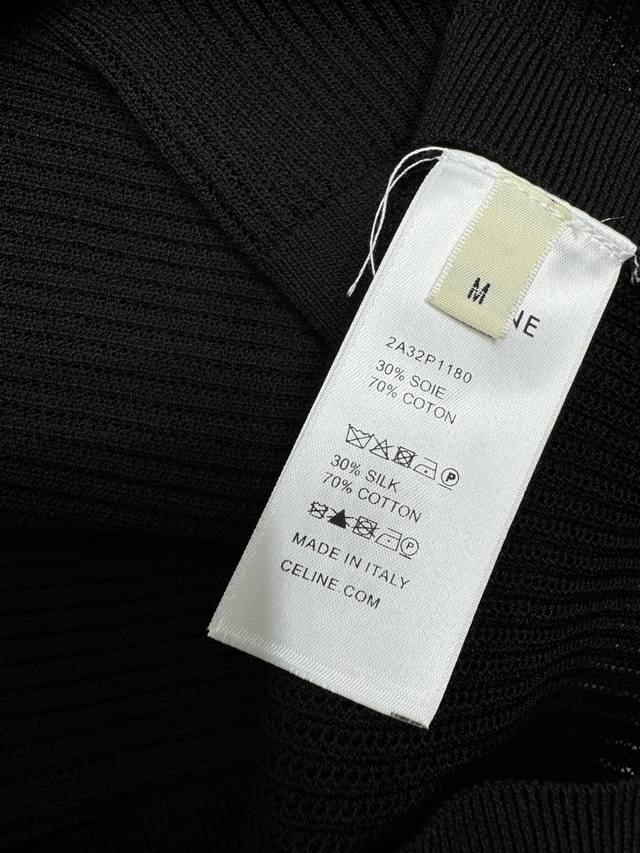 M
NE
2A32P1180
30% SOIE
70% COTON
P
30% SILK
70% COTTON
P
MADE IN ITALY
CELINE.COM